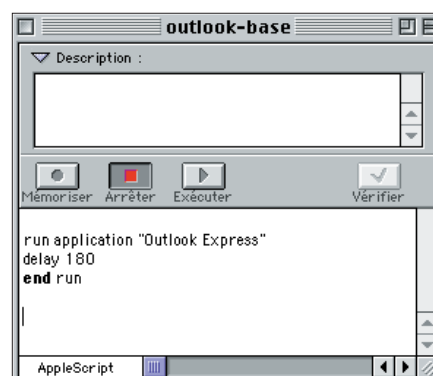 outlook-base
Description :
Mémoriser Arrêter Exécuter Vérifier
run application "Outlook Express"
delay 180
end run
AppleScript